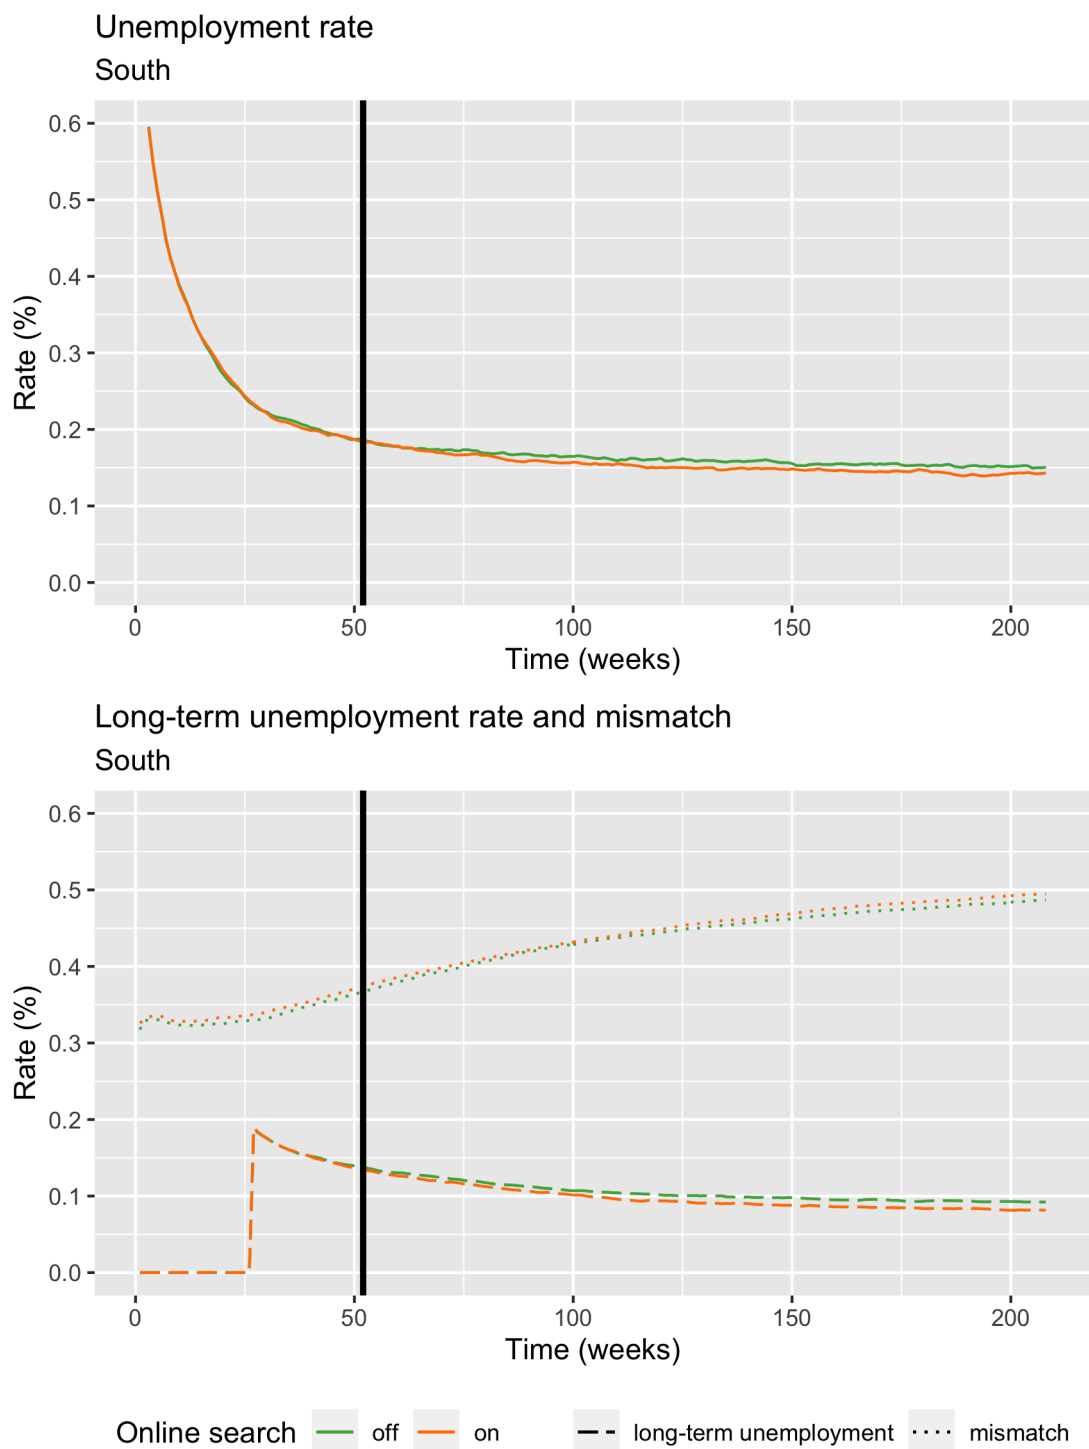 Unemployment rate
South
0.6
0.5
0.4
0.3
0.2
0.1
0.0
Rate (%)
0 50 100 150 200
Time (weeks)
Long-term unemployment rate and mismatch
South
0.6
0.5
0.4
0.3
0.2
0.1
0.0
Rate (%)
0 50 100 150 200
Time (weeks)
Online search off on long-term unemployment mismatch